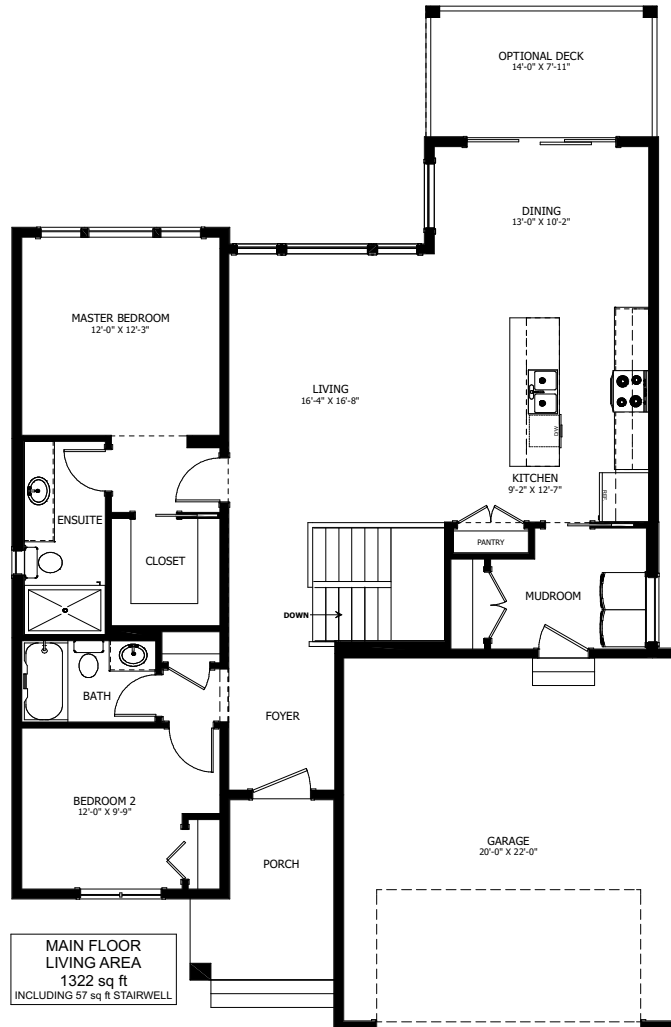 OPTIONAL DECK
14'-0" X 7'-11"
DINING
13'-0" X 10'-2"
MASTER BEDROOM
12'-0" X 12'-3"
LIVING
16'-4" X 16'-8"
DW
KITCHEN
9'-2" X 12'-7"
REF
ENSUITE
PANTRY
CLOSET
MUDROOM
DOWN
BATH
FOYER
BEDROOM 2
12'-0" X 9'-9"
GARAGE
20'-0" X 22'-0"
PORCH
MAIN FLOOR
LIVING AREA
1322 sq ft
INCLUDING 57 sq ft STAIRWELL